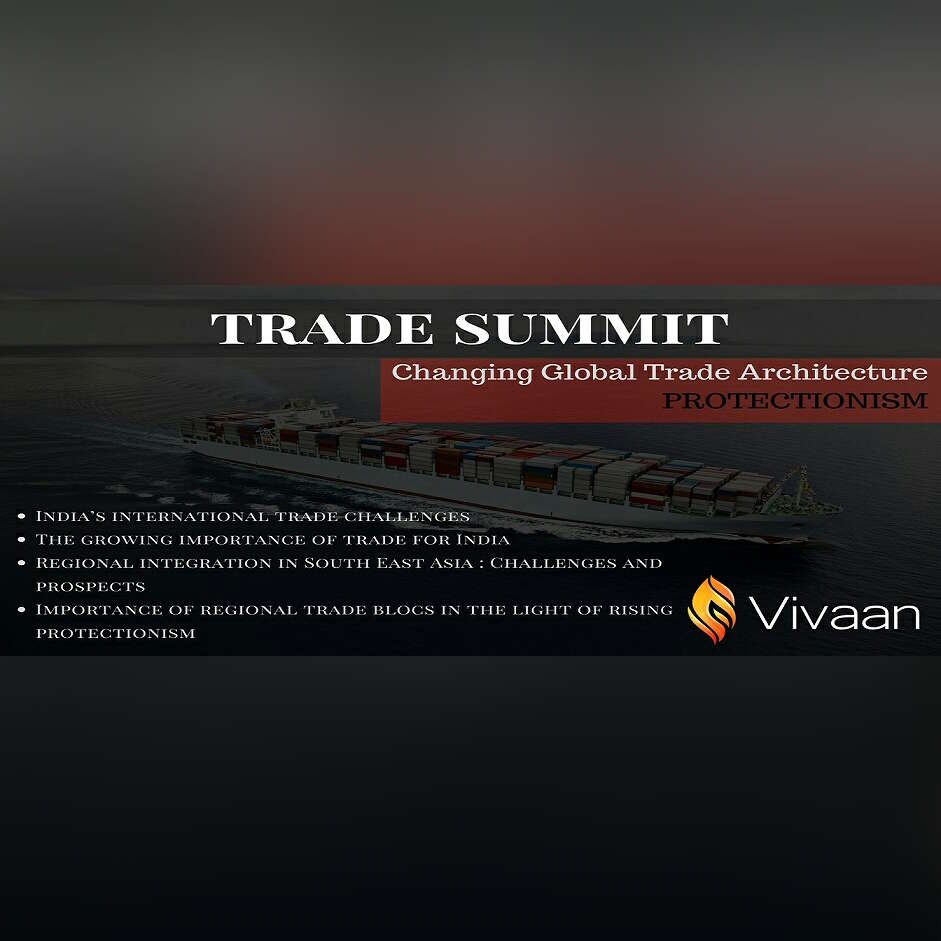 TRADE SUMMIT
Changing Global Trade Architecture
PROTECTIONISM
• India's international trade challenges
• The growing importance of trade for India
• Regional integration in South East Asia : Challenges and
prospects
• Importance of regional trade blocs in the light of rising
protectionism
Vivaan